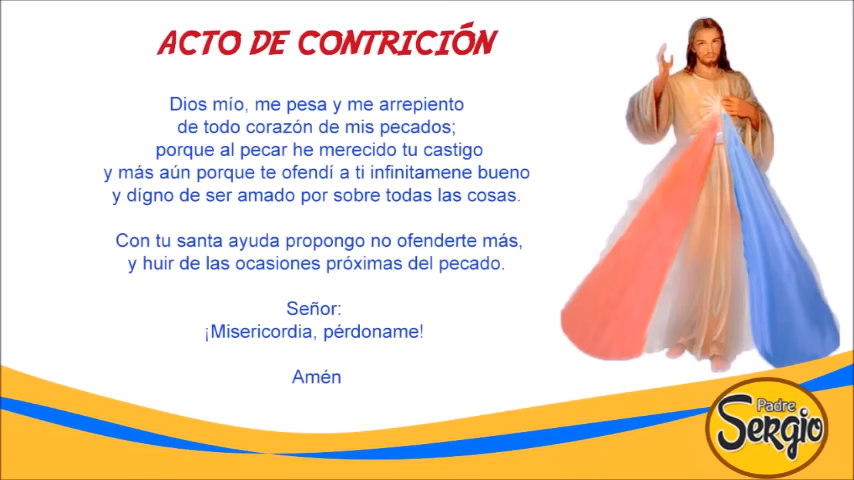 ACTO DE CONTRICIÓN
Dios mío, me pesa y me arrepiento
de todo corazón de mis pecados;
porque al pecar he merecido tu castigo
y más aún porque te ofendí a ti infinitamene bueno
y dígno de ser amado por sobre todas las cosas.
Con tu santa ayuda propongo no ofenderte más,
y huir de las ocasiones próximas del pecado.
Señor:
¡Misericordia, pérdoname!
Amén
Padre
Sergio